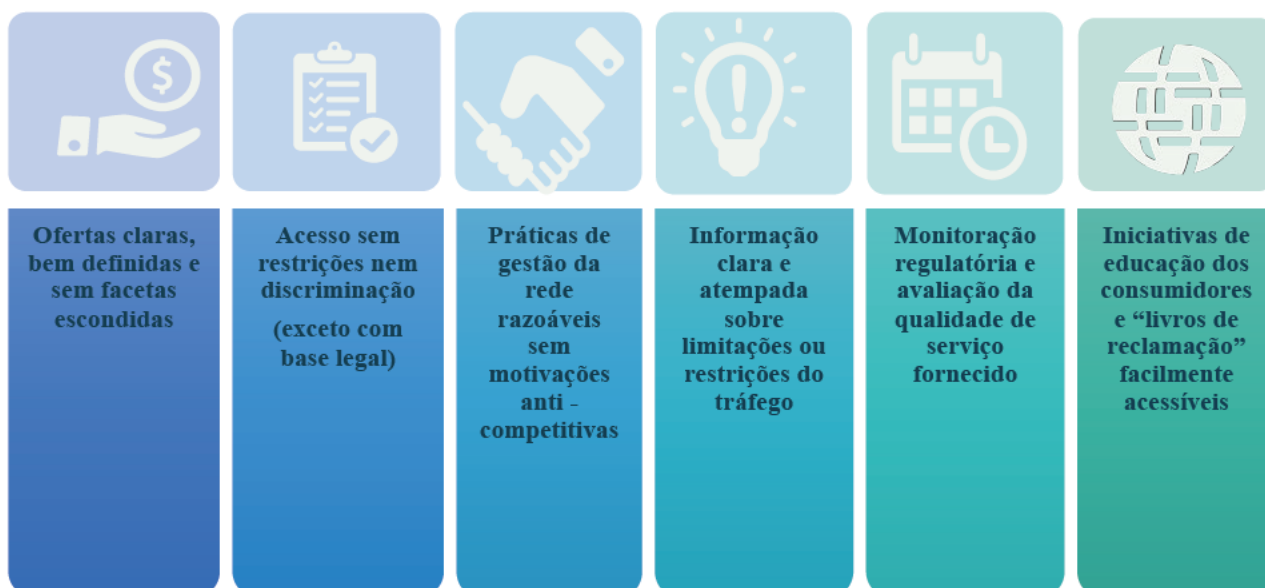 $
Ofertas claras,
bem definidas e
sem facetas
escondidas
Acesso sem
restrições nem
discriminação
(exceto com
base legal)
Práticas de
gestão da
rede
razoáveis
sem
motivações
anti -
competitivas
Informação
clara e
atempada
sobre
limitações ou
restrições do
tráfego
Monitoração
regulatória e
avaliação da
qualidade de
serviço
fornecido
Iniciativas de
educação dos
consumidores
e “livros de
reclamação”
facilmente
acessíveis